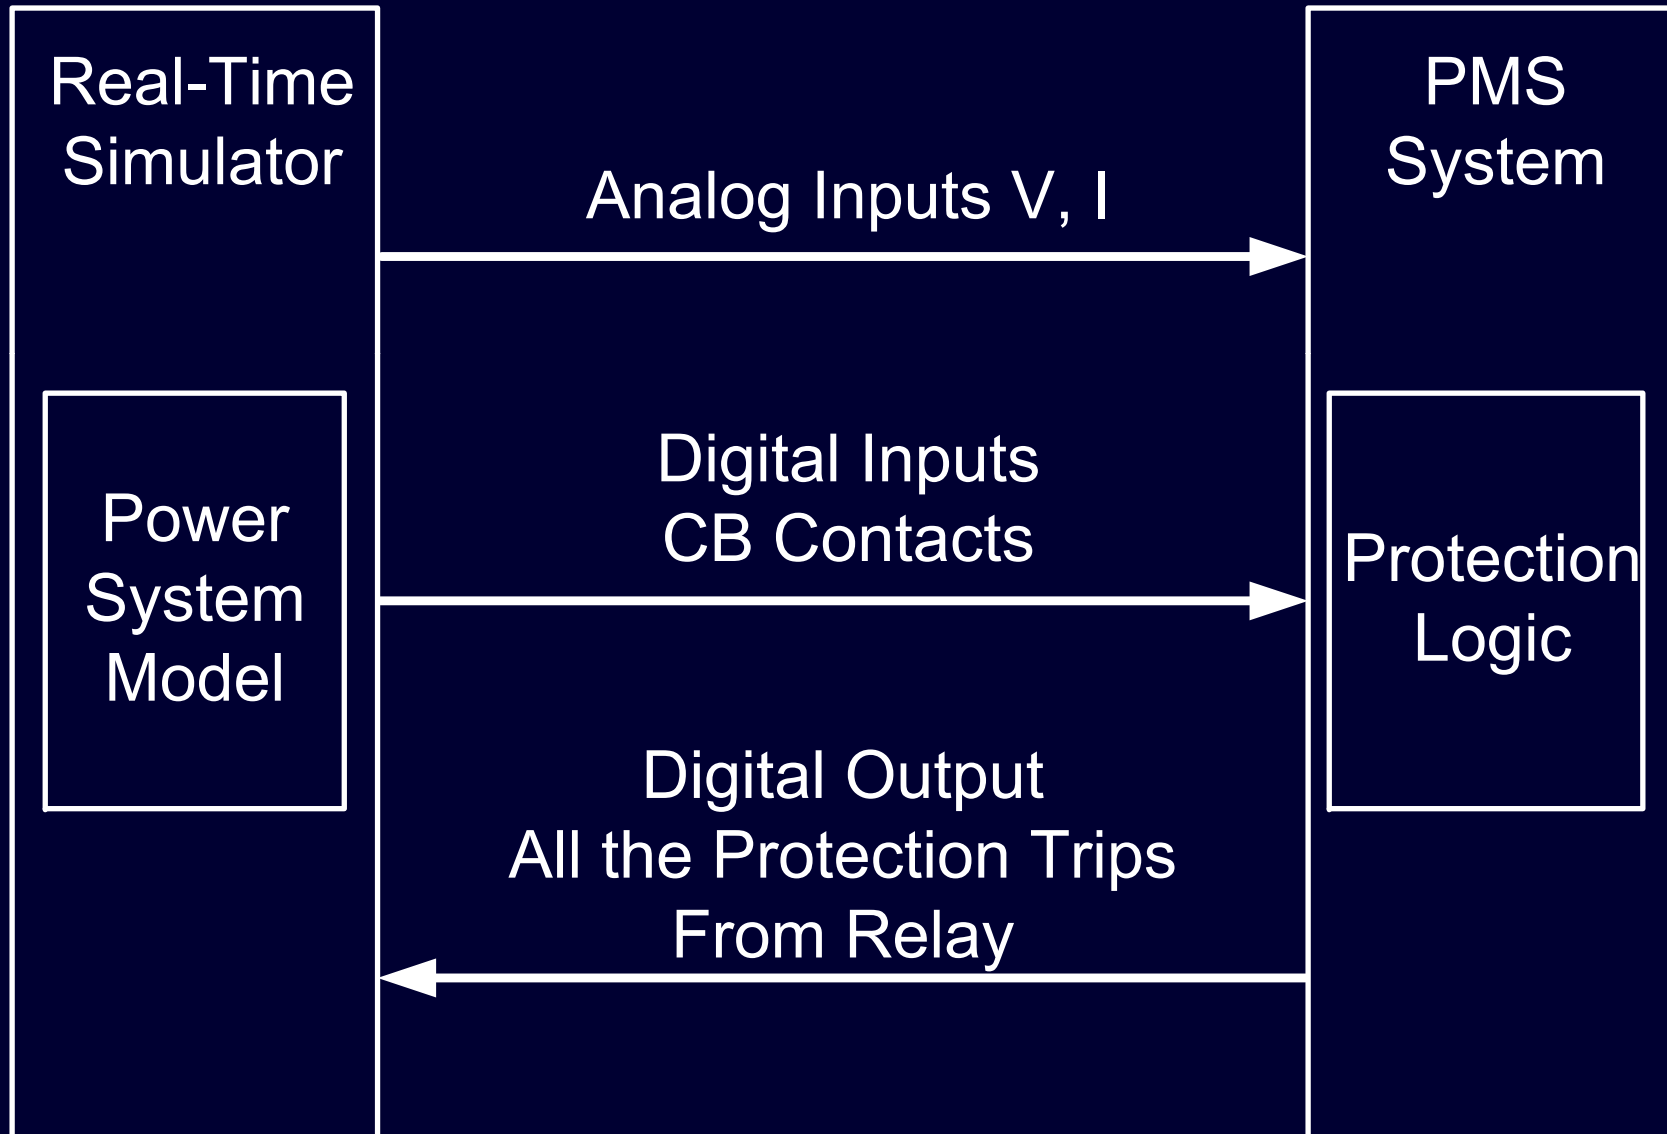 Real-Time
Simulator
Power
System
Model
Analog Inputs V, I
Digital Inputs
CB Contacts
Digital Output
All the Protection Trips
From Relay
PMS
System
Protection
Logic